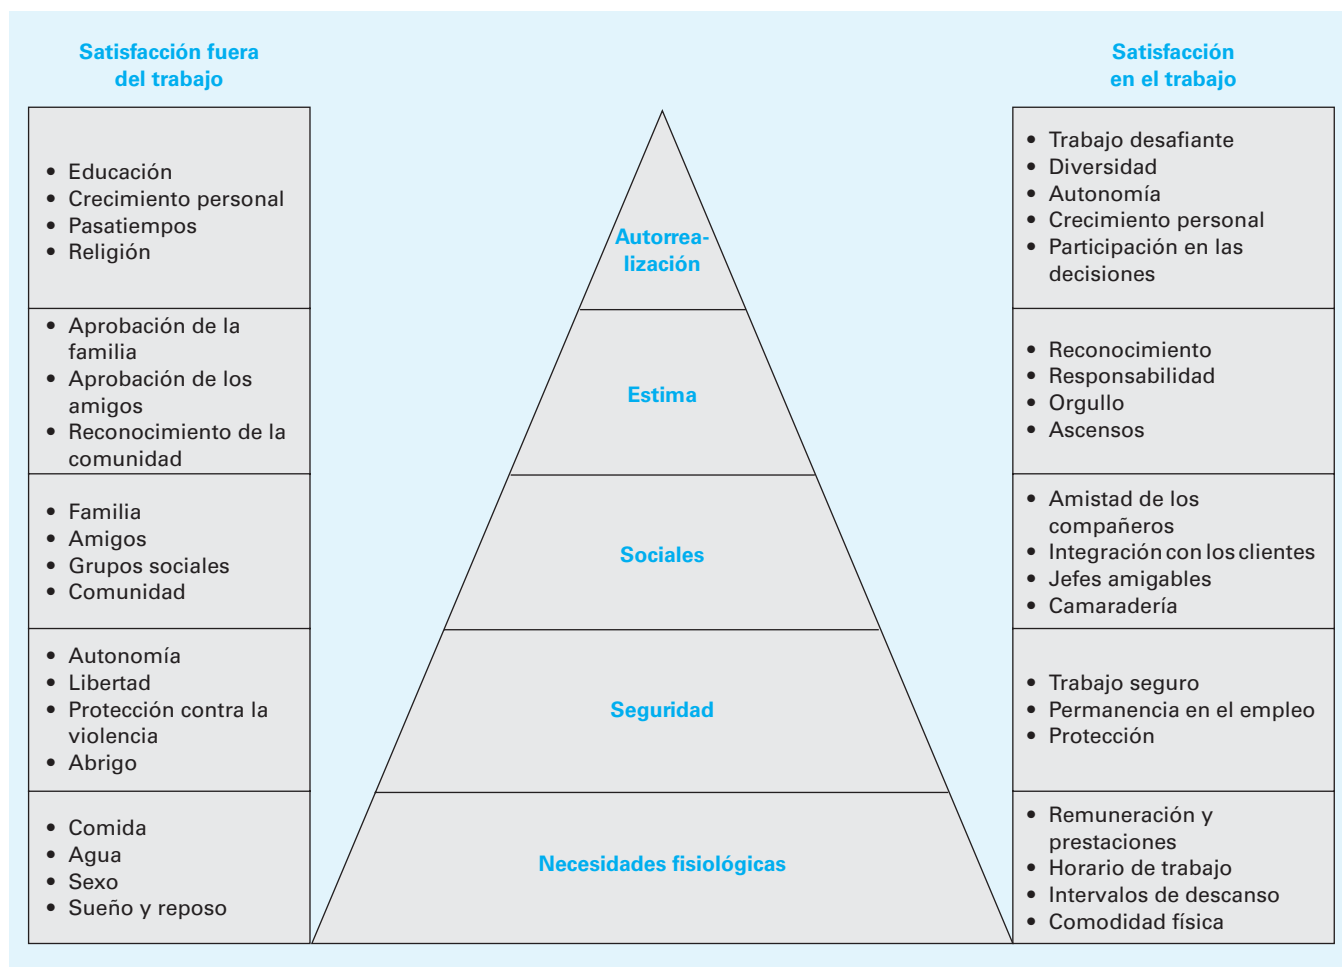 Satisfacción fuera
del trabajo
• Educación
• Crecimiento personal
• Pasatiempos
• Religión
• Aprobación de la
familia
• Aprobación de los
amigos
• Reconocimiento de la
comunidad
• Familia
• Amigos
• Grupos sociales
• Comunidad
• Autonomía
• Libertad
• Protección contra la
violencia
• Abrigo
• Comida
• Agua
• Sexo
• Sueño y reposo
Autorrea-
lización
Estima
Sociales
Seguridad
Necesidades fisiológicas
Satisfacción
en el trabajo
• Trabajo desafiante
• Diversidad
• Autonomía
• Crecimiento personal
• Participación en las
decisiones
• Reconocimiento
• Responsabilidad
• Orgullo
• Ascensos
• Amistad de los
compañeros
• Integración con los clientes
• Jefes amigables
• Camaradería
• Trabajo seguro
• Permanencia en el empleo
• Protección
• Remuneración y
prestaciones
• Horario de trabajo
• Intervalos de descanso
• Comodidad física